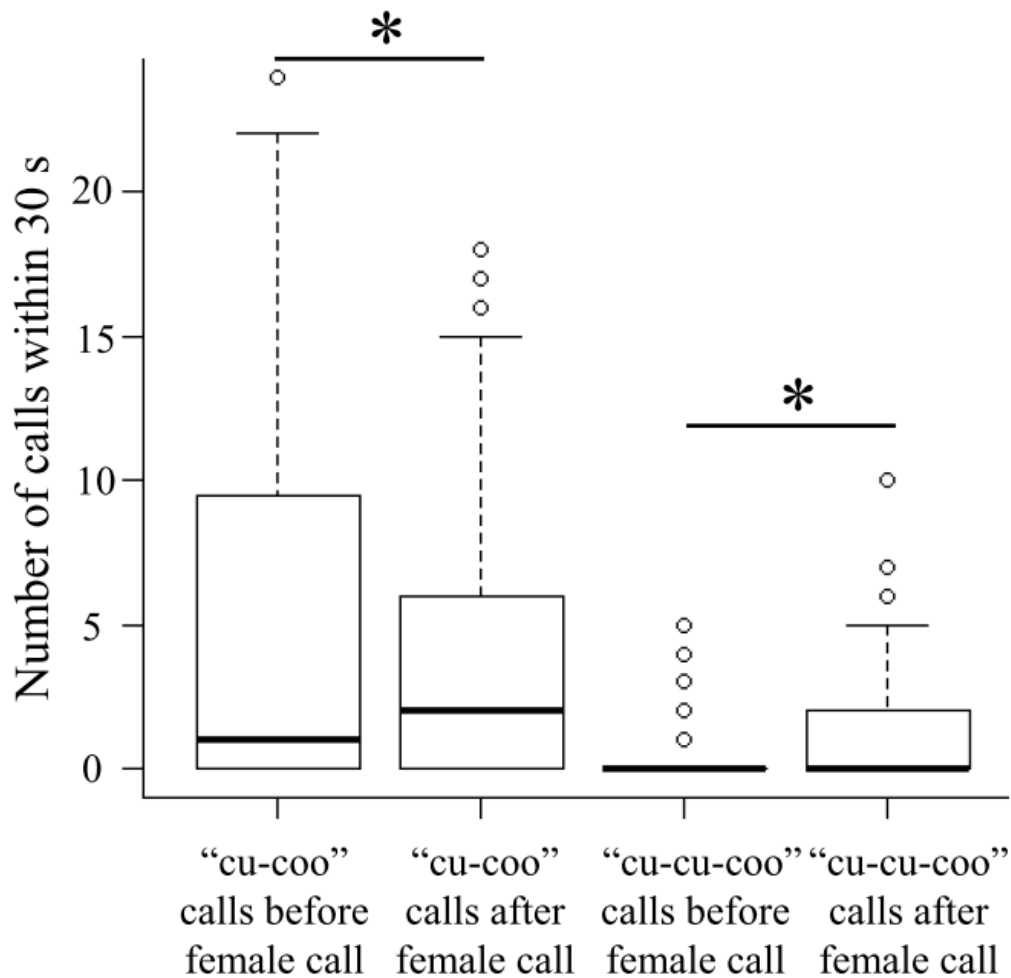 *
20
15
10
5
0
*
Number of calls within 30 s
“cu-coo”
calls before
female call
“cu-coo”
calls after
female call
“cu-cu-coo”
calls before
female call
“cu-cu-coo”
calls after
female call